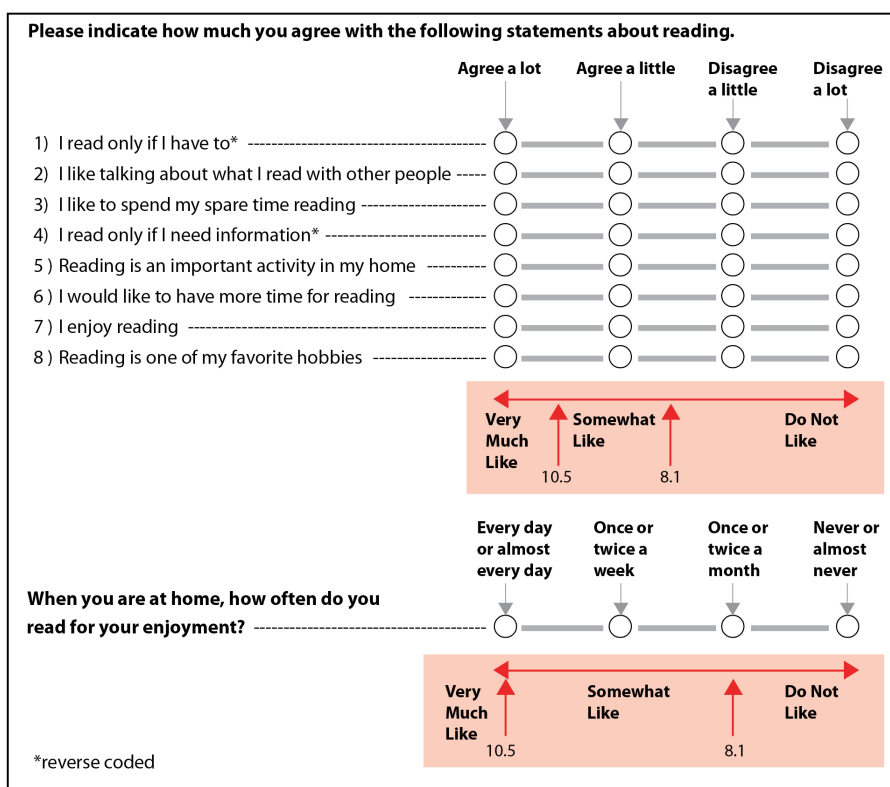 Please indicate how much you agree with the following statements about reading.
Agree a lot Agree a little Disagree a little Disagree a lot
1) I read only if I have to*
2) I like talking about what I read with other people
3) I like to spend my spare time reading
4) I read only if I need information*
5 ) Reading is an important activity in my home
6 ) I would like to have more time for reading
7 ) I enjoy reading
8 ) Reading is one of my favorite hobbies
Very Much Like Somewhat Like Do Not Like
10.5 8.1
Every day or almost every day Once or twice a week Once or twice a month Never or almost never
When you are at home, how often do you
read for your enjoyment?
Very Much Like Somewhat Like Do Not Like
10.5 8.1
*reverse coded